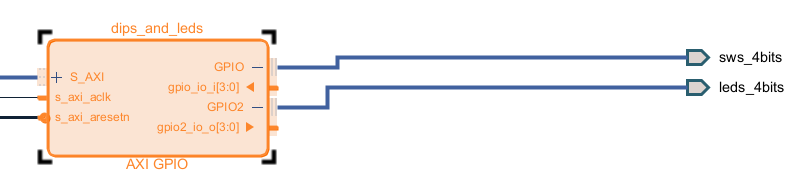 dips_and_leds
S_AXI
s_axi_aclk
s_axi_aresetn
GPIO
gpio_io_i[3:0]
GPIO2
gpio2_io_o[3:0]
AXI GPIO
sws_4bits
leds_4bits